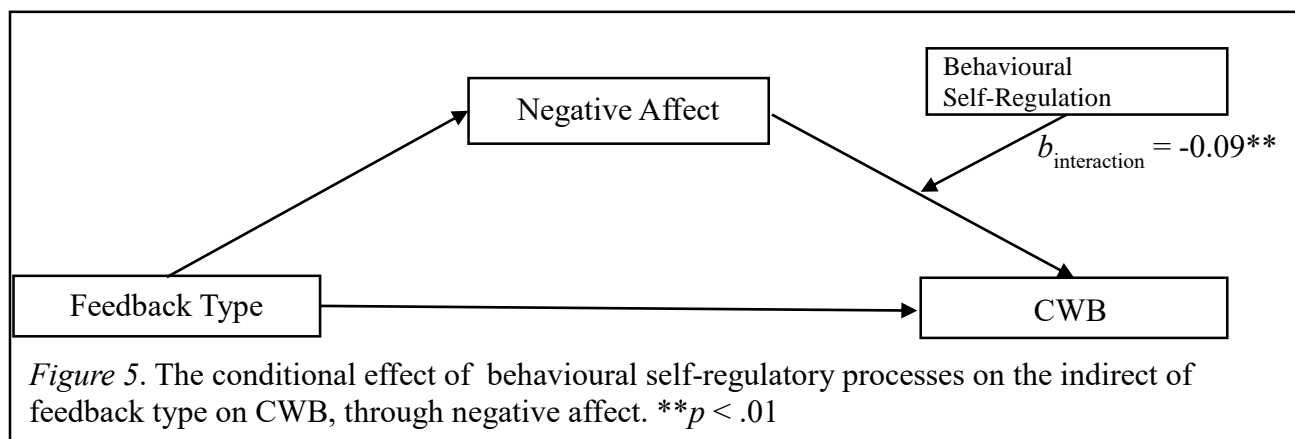 Behavioural
Self-Regulation
Negative Affect
b interaction = -0.09**
Feedback Type
CWB
Figure 5. The conditional effect of behavioural self-regulatory processes on the indirect of
feedback type on CWB, through negative affect. **p < .01